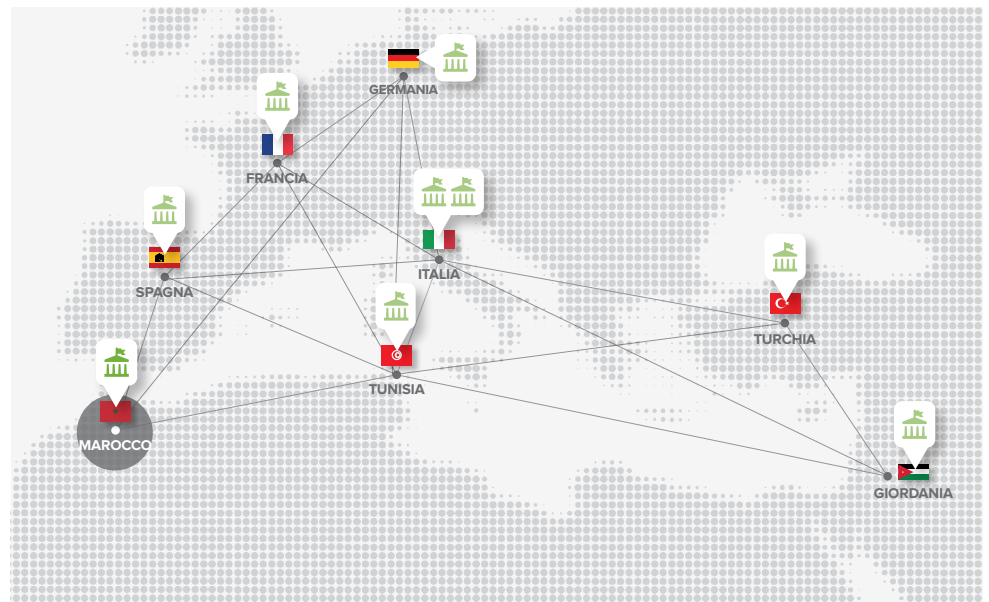 GERMANIA
FRANCIA
ITALIA
SPAGNA
TURCHIA
TUNISIA
MAROCCO
GIORDANIA